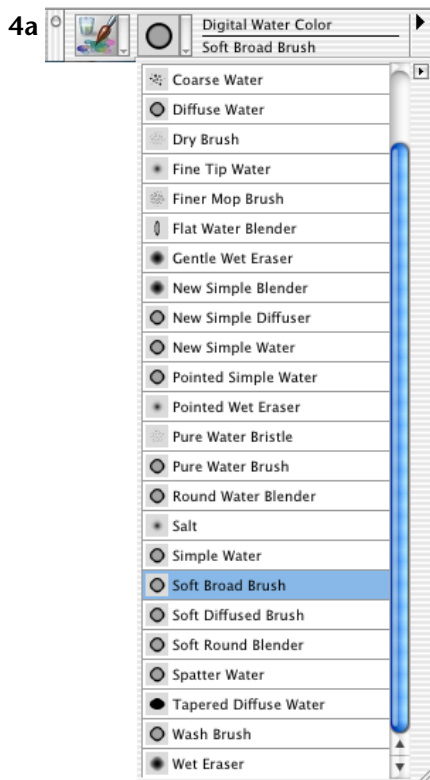 4a
Digital Water Color
Soft Broad Brush
Coarse Water
Diffuse Water
Dry Brush
Fine Tip Water
Finer Mop Brush
Flat Water Blender
Gentle Wet Eraser
New Simple Blender
New Simple Diffuser
New Simple Water
Pointed Simple Water
Pointed Wet Eraser
Pure Water Bristle
Pure Water Brush
Round Water Blender
Salt
Simple Water
Soft Broad Brush
Soft Diffused Brush
Soft Round Blender
Spatter Water
Tapered Diffuse Water
Wash Brush
Wet Eraser